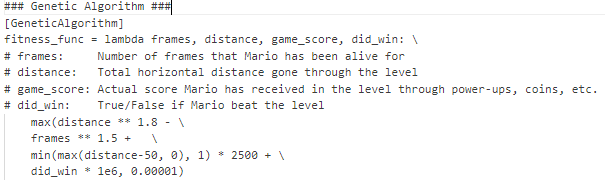 ### Genetic Algorithm ###
[GeneticAlgorithm]
fitness_func = lambda frames, distance, game_score, did_win: \
# frames:     Number of frames that Mario has been alive for
# distance:   Total horizontal distance gone through the level
# game_score: Actual score Mario has received in the level through power-ups, coins, etc.
# did_win:    True/False if Mario beat the level
    max(distance ** 1.8 - \
    frames ** 1.5 +   \
    min(max(distance-50, 0), 1) * 2500 + \
    did_win * 1e6, 0.00001)